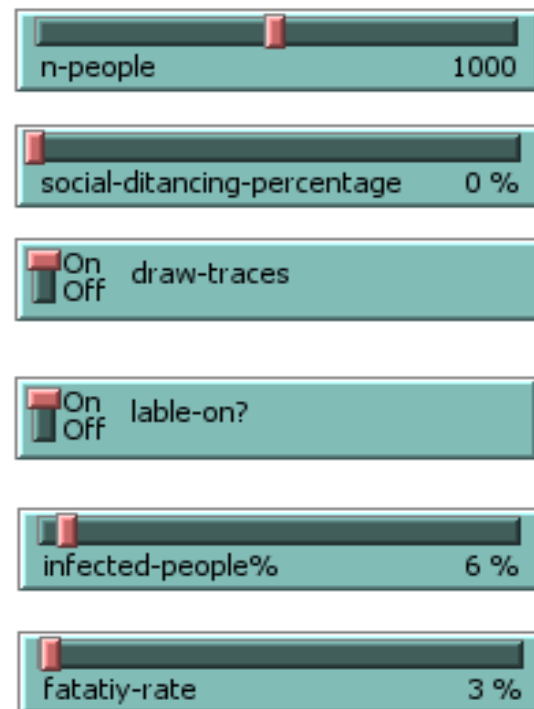 n-people 1000
social-ditancing-percentage 0 %
On
Off draw-traces
On
Off lable-on?
infected-people% 6 %
fatatiy-rate 3 %